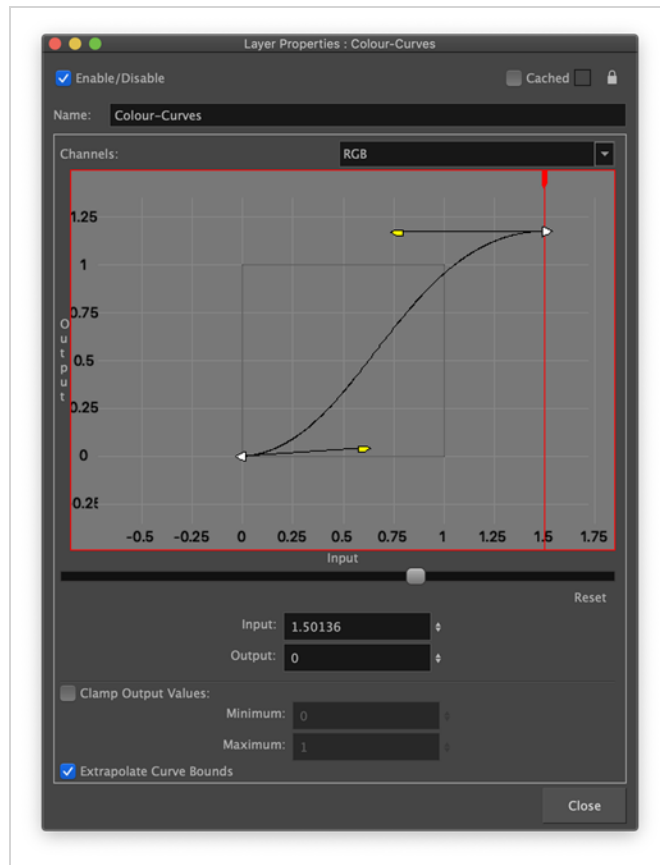 Layer Properties : Colour-Curves
Enable/Disable
Cached
Name: Colour-Curves
Channels: RGB
1.25
1
0.75
0.5
0.25
0
0.25
Output
-0.5 -0.25 0 0.25 0.5 0.75 1 1.25 1.5 1.75
Input
Reset
Input: 1.50136
Output: 0
Clamp Output Values:
Minimum: 0
Maximum: 1
Extrapolate Curve Bounds
Close